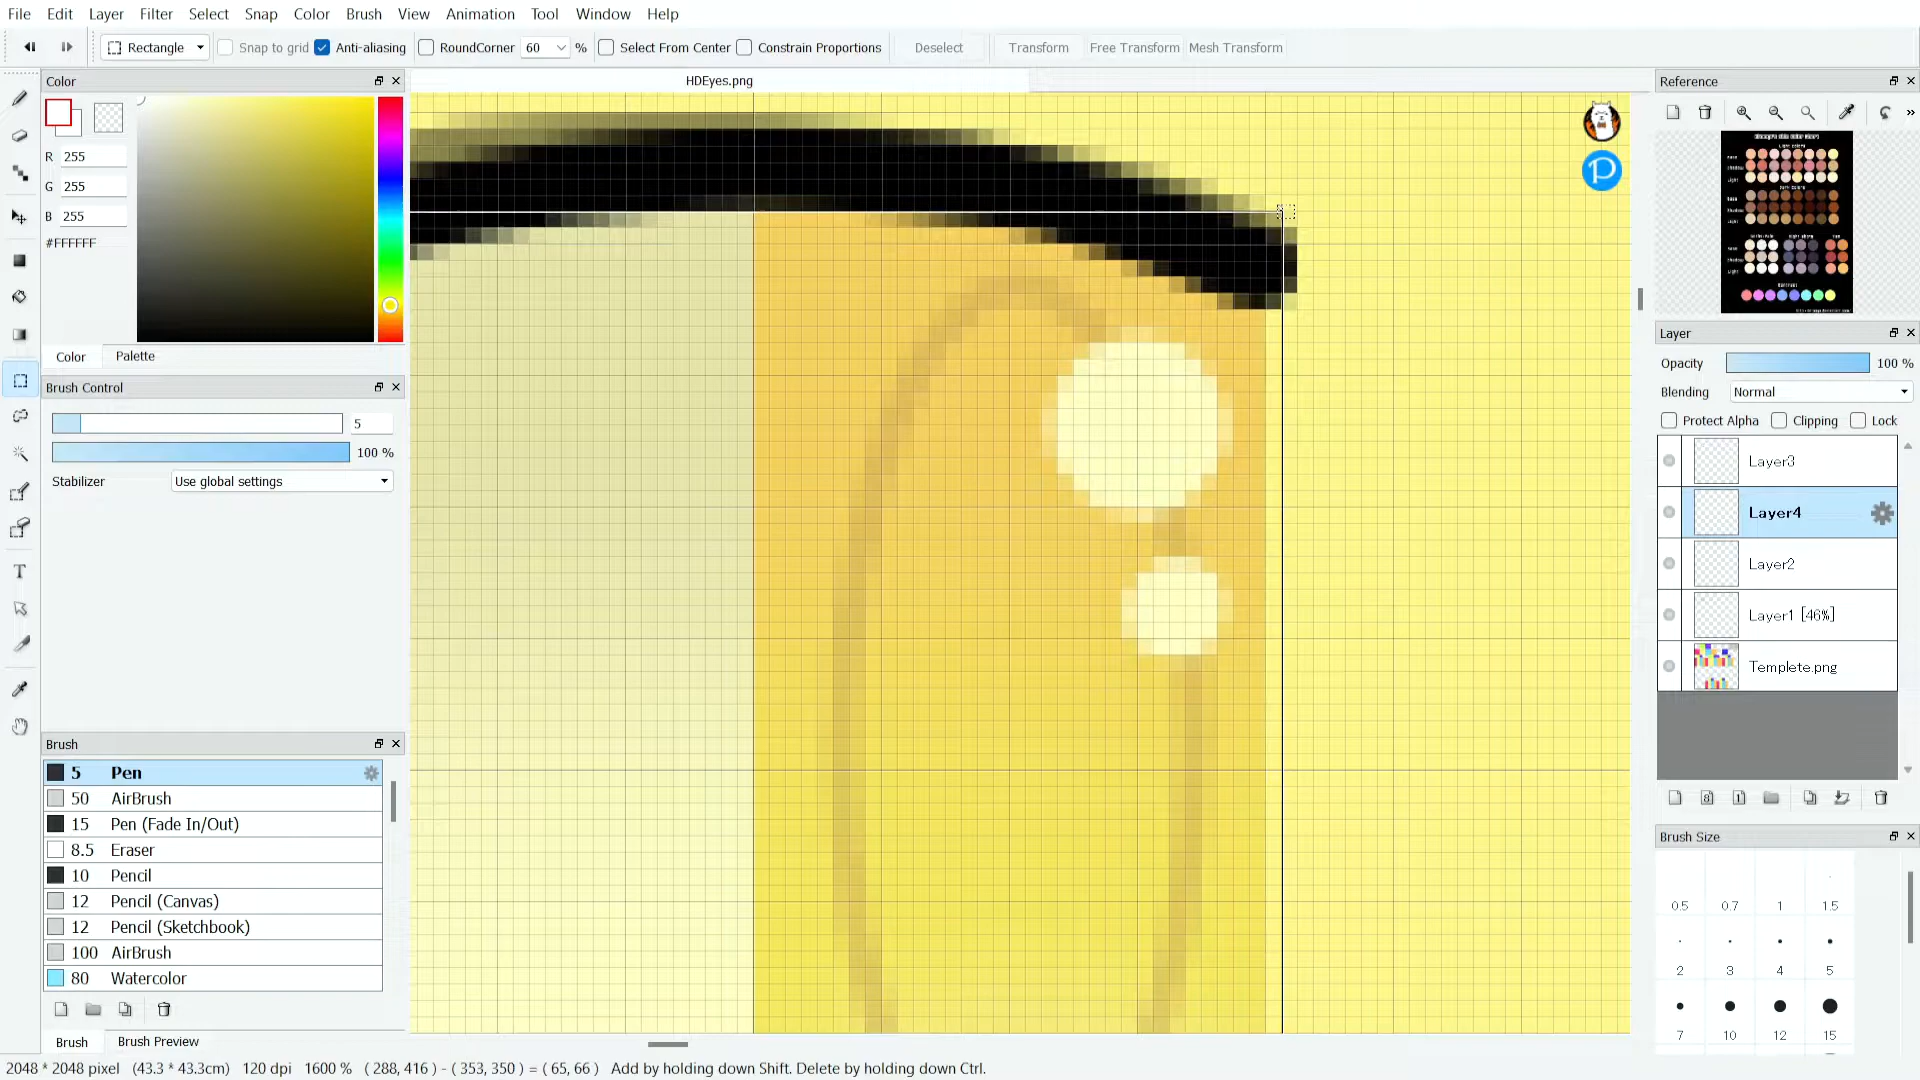 File Edit Layer Filter Select Snap Color Brush View Animation Tool Window Help
Rectangle Snap to grid Anti-aliasing RoundCorner 60 % Select From Center Constrain Proportions Deselect Transform Free Transform Mesh Transform
Color
HDEyes.png
Reference
R 255
G 255
B 255
#FFFFFF
Color Palette
Brush Control
5
100 %
Stabilizer Use global settings
Layer
Opacity 100 %
Blending Normal
Protect Alpha Clipping Lock
Layer3
Layer4
Layer2
Layer1 [46%]
Templete.png
Brush
5 Pen
50 AirBrush
15 Pen (Fade In/Out)
8.5 Eraser
10 Pencil
12 Pencil (Canvas)
12 Pencil (Sketchbook)
100 AirBrush
80 Watercolor
Brush Brush Preview
Brush Size
0.5 0.7 1 1.5
2 3 4 5
7 10 12 15
2048 * 2048 pixel (43.3 * 43.3cm) 120 dpi 1600 % ( 288, 416 ) - ( 353, 350 ) = ( 65, 66 ) Add by holding down Shift. Delete by holding down Ctrl.